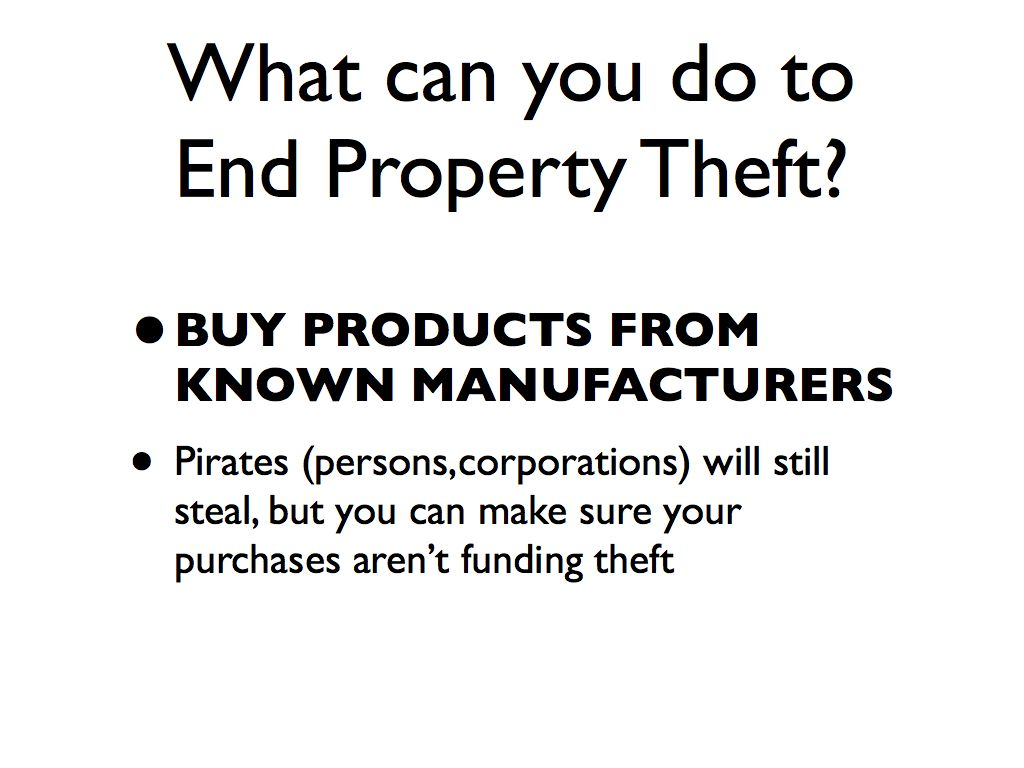 What can you do to
End Property Theft?
• BUY PRODUCTS FROM
KNOWN MANUFACTURERS
• Pirates (persons,corporations) will still
steal, but you can make sure your
purchases aren’t funding theft